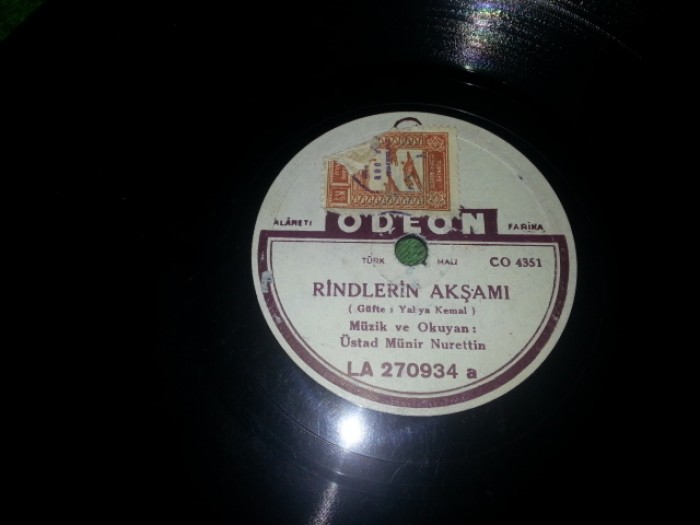 ALÂMETİ ODEON FARİKA
TÜRK MALI CO 4351
RİNDLERİN AKŞAMI
( Güfte : Yahya Kemal )
Müzik ve Okuyan :
Üstad Münir Nurettin
LA 270934 a